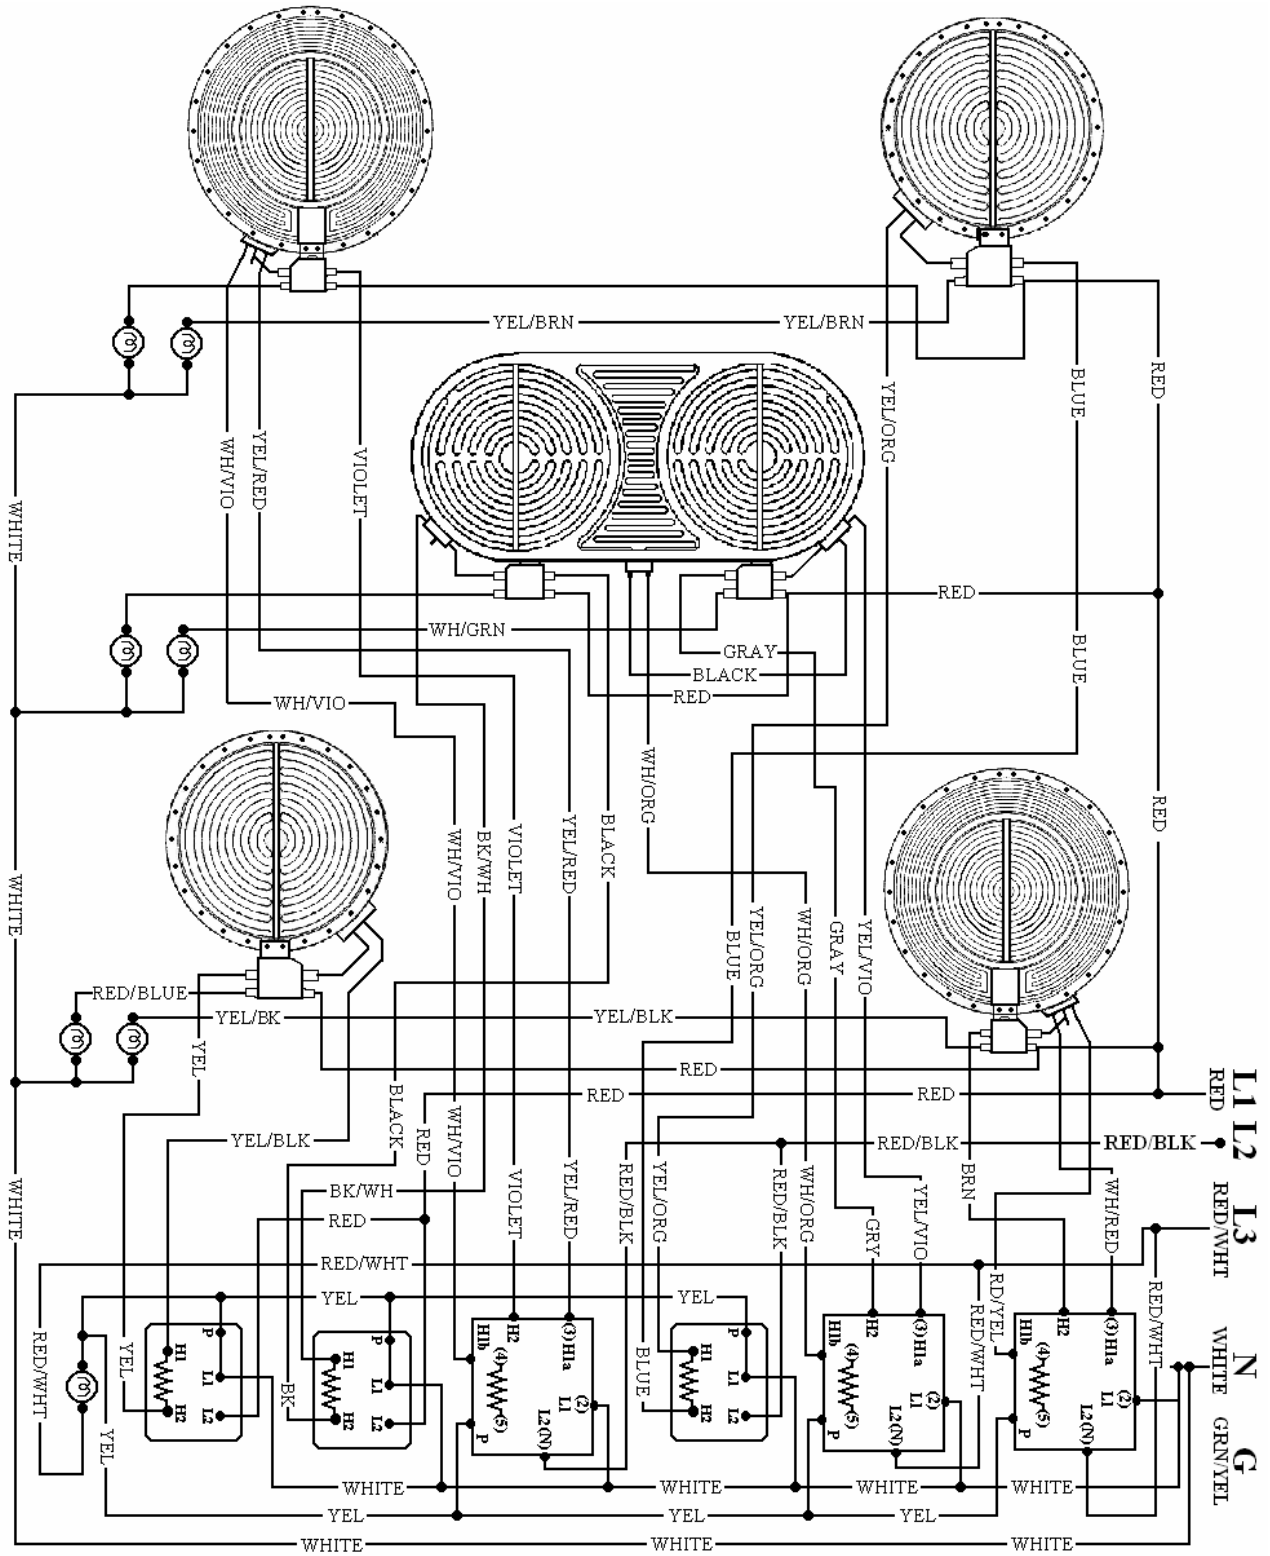 YEL/BRN
YEL/BRN
RED
BLUE
YEL/ORG
WH/VIO
YEL/RED
VIOLET
WHITE
RED
WH/GRN
BLUE
GRAY
BLACK
RED
WH/VIO
WH/ORG
RED
BLACK
WH/VIO
BK/WH
VIOLET
YEL/RED
WHITE
BLUE
YEL/ORG
WH/ORG
GRAY
YEL/VIO
RED/BLUE
YEL/BK
YEL/BLK
YEL
RED
RED
RED
L1
RED
BLACK
RED
WH/VIO
YEL/BLK
RED/BLK
RED/BLK
L2
VIOLET
YEL/RED
RED/BLK
YEL/ORG
RED/BLK
WH/ORG
YEL/VIO
GRY
BRN
WH/RED
BK/WH
RED
WHITE
L3
RED/WHT
RED/WHT
YEL
YEL
RD/YEL
RED/WHT
RED/WHT
RED/WHT
YEL
BK
BLUE
YEL
H1
H2
P
L1
L2
H1
H2
P
L1
L2
H1b
H2
(3)H1a
(4)
(5)
(2)
L1
L2(N)
P
H1
H2
P
L1
L2
H1b
H2
(3)H1a
(4)
(5)
(2)
L1
L2(N)
P
H1b
H2
(3)H1a
(4)
(5)
(2)
L1
L2(N)
P
N
WHITE
G
GRN/YEL
WHITE
WHITE
WHITE
WHITE
YEL
YEL
YEL
WHITE
WHITE
WHITE